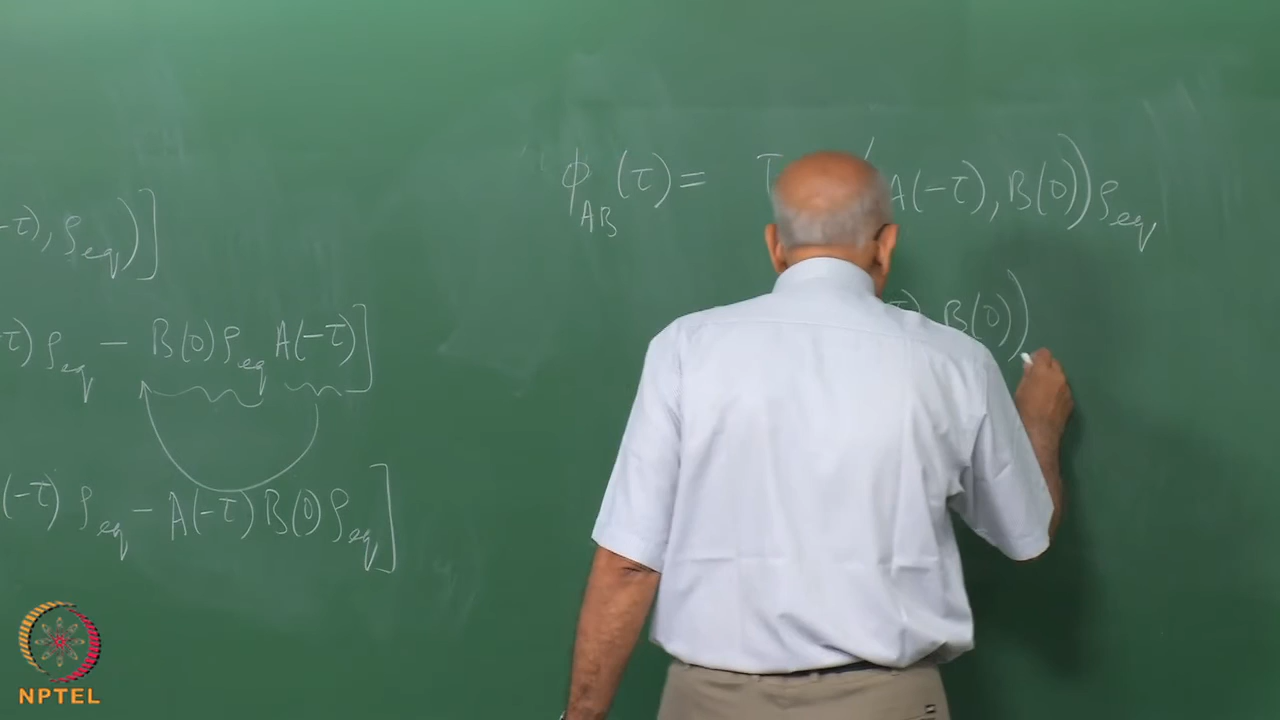 -τ), ρ_eq)]
τ) ρ_eq − B(0) ρ_eq A(−τ)]
(−τ) ρ_eq − A(−τ) B(0) ρ_eq]
φ_AB (τ) = T ( A(−τ), B(0)) ρ_eq
τ), B(0))
NPTEL